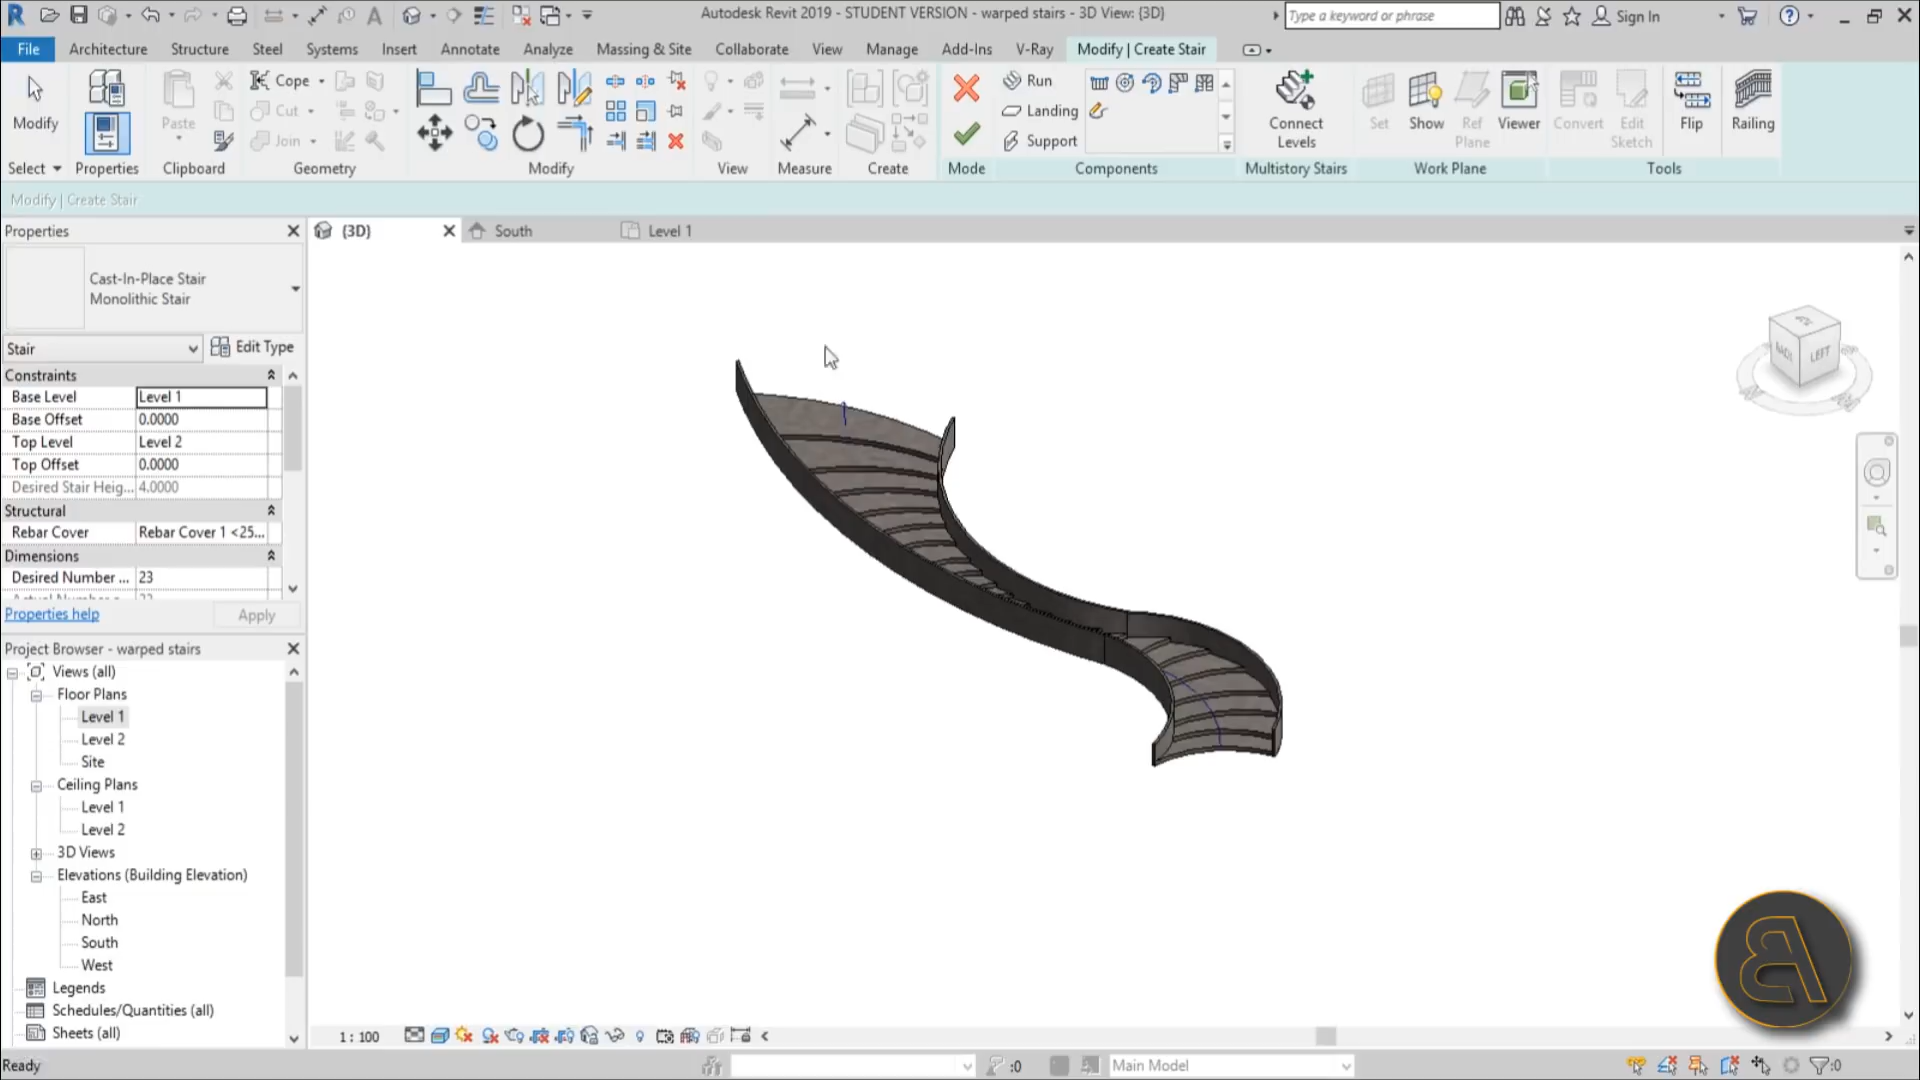 Autodesk Revit 2019 - STUDENT VERSION - warped stairs - 3D View: {3D}
Type a keyword or phrase
Sign In
File Architecture Structure Steel Systems Insert Annotate Analyze Massing & Site Collaborate View Manage Add-Ins V-Ray Modify | Create Stair
Modify
Paste
Cope
Cut
Join
Run
Landing
Support
Connect Levels
Set
Show
Ref Plane
Viewer
Convert
Edit Sketch
Flip
Railing
Select Properties Clipboard Geometry Modify View Measure Create Mode Components Multistory Stairs Work Plane Tools
Modify | Create Stair
Properties
{3D} South Level 1
Cast-In-Place Stair
Monolithic Stair
Stair
Edit Type
Constraints
Base Level Level 1
Base Offset 0.0000
Top Level Level 2
Top Offset 0.0000
Desired Stair Heig... 4.0000
Structural
Rebar Cover Rebar Cover 1 <25...
Dimensions
Desired Number ... 23
Properties help
Apply
Project Browser - warped stairs
Views (all)
Floor Plans
Level 1
Level 2
Site
Ceiling Plans
Level 1
Level 2
3D Views
Elevations (Building Elevation)
East
North
South
West
Legends
Schedules/Quantities (all)
Sheets (all)
LEFT
1 : 100
Ready
:0
Main Model
:0